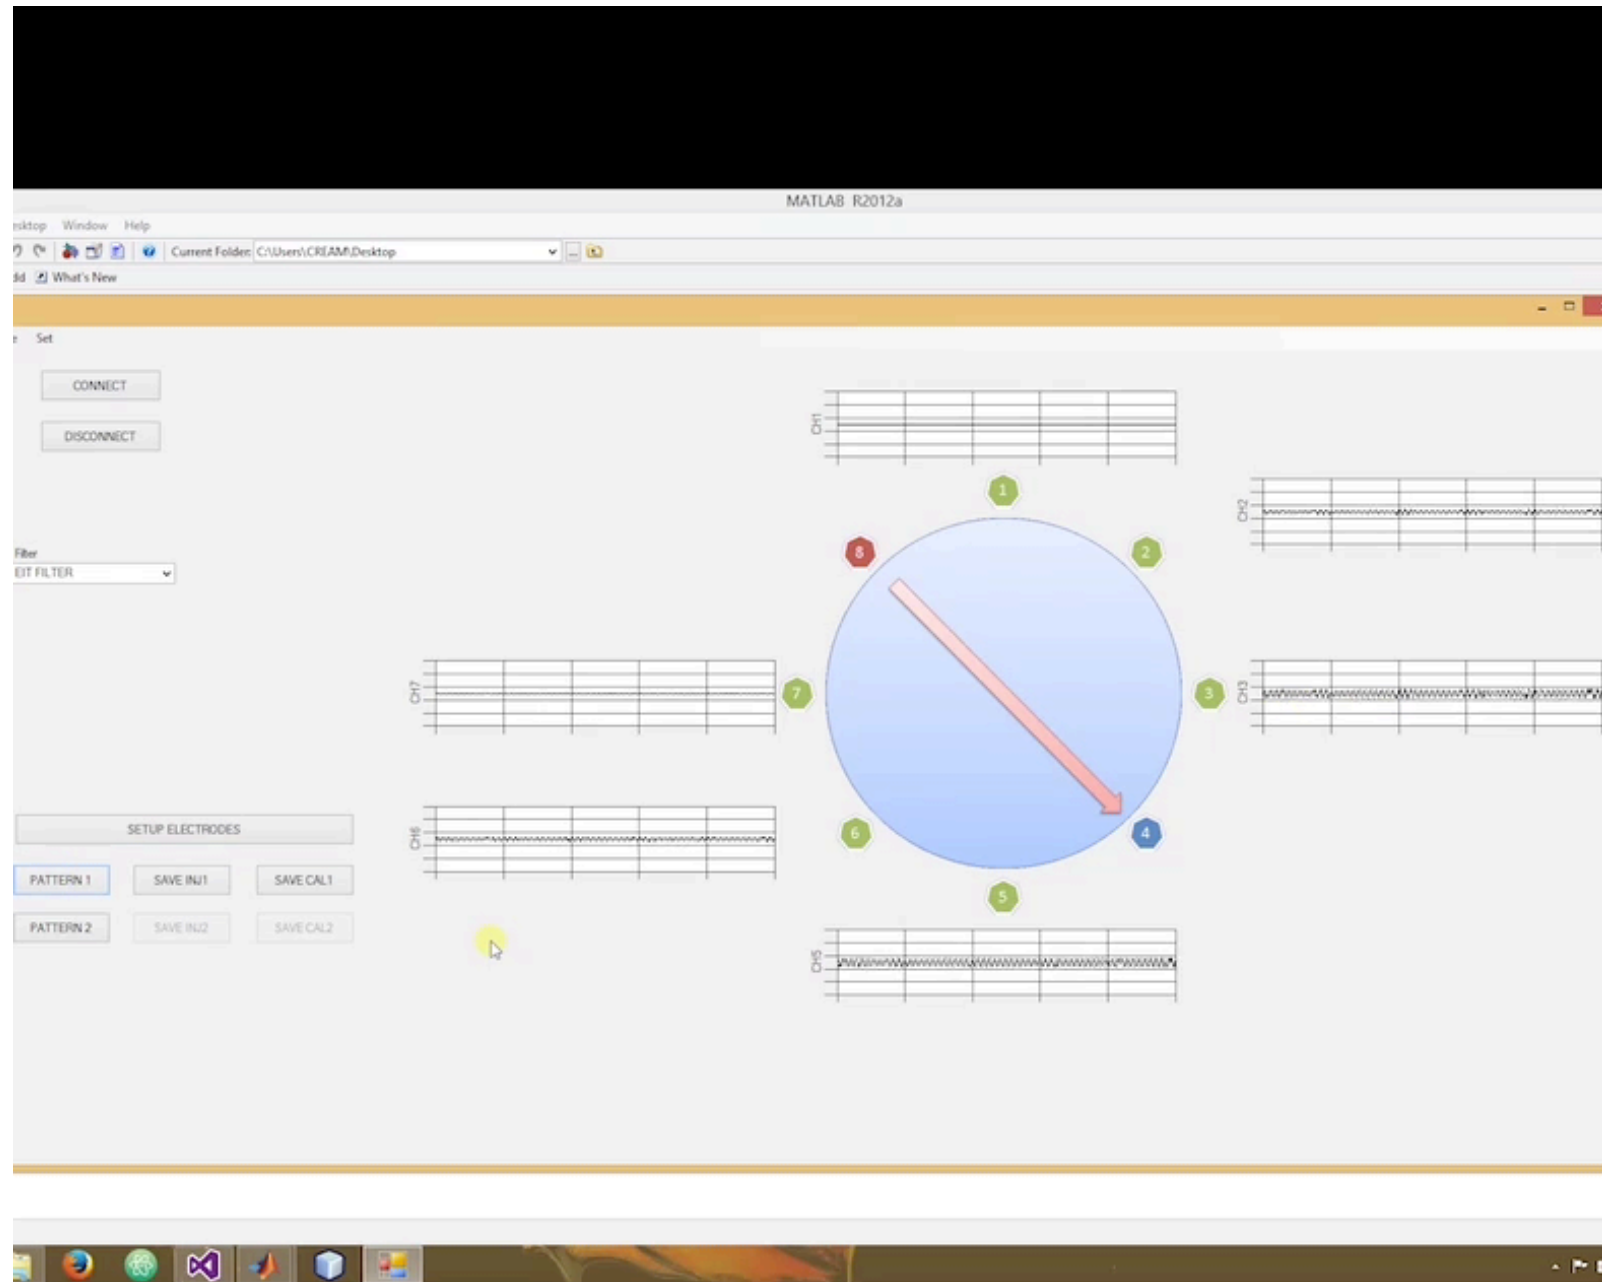 MATLAB R2012a
Window Help
Current Folder: C:\Users\CREAM\Desktop
What's New
Set
CONNECT
DISCONNECT
CH1
1
CH2
8
2
Filter
EIT FILTER
CH7
7
3
CH3
SETUP ELECTRODES
CH6
6
4
PATTERN 1 SAVE INJ1 SAVE CAL1
5
PATTERN 2 SAVE INJ2 SAVE CAL2
CH5